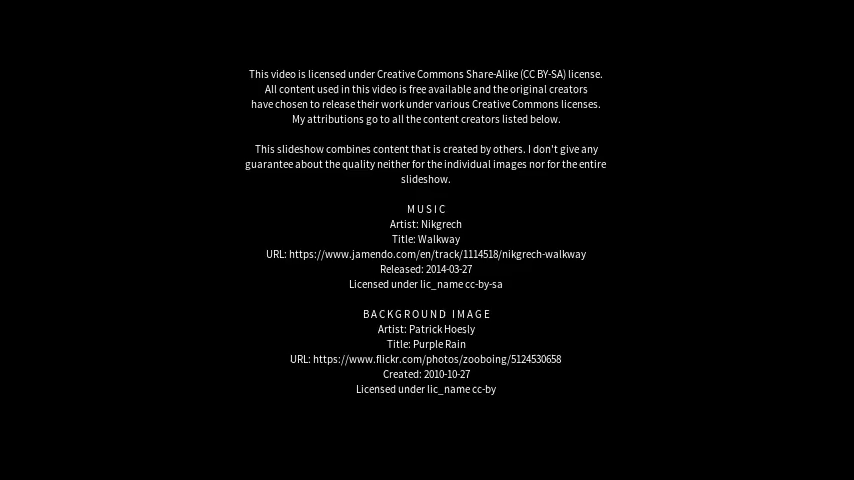 This video is licensed under Creative Commons Share-Alike (CC BY-SA) license.
All content used in this video is free available and the original creators
have chosen to release their work under various Creative Commons licenses.
My attributions go to all the content creators listed below.
This slideshow combines content that is created by others. I don't give any
guarantee about the quality neither for the individual images nor for the entire
slideshow.
MUSIC
Artist: Nikgrech
Title: Walkway
URL: https://www.jamendo.com/en/track/1114518/nikgrech-walkway
Released: 2014-03-27
Licensed under lic_name cc-by-sa
BACKGROUND IMAGE
Artist: Patrick Hoesly
Title: Purple Rain
URL: https://www.flickr.com/photos/zooboing/5124530658
Created: 2010-10-27
Licensed under lic_name cc-by